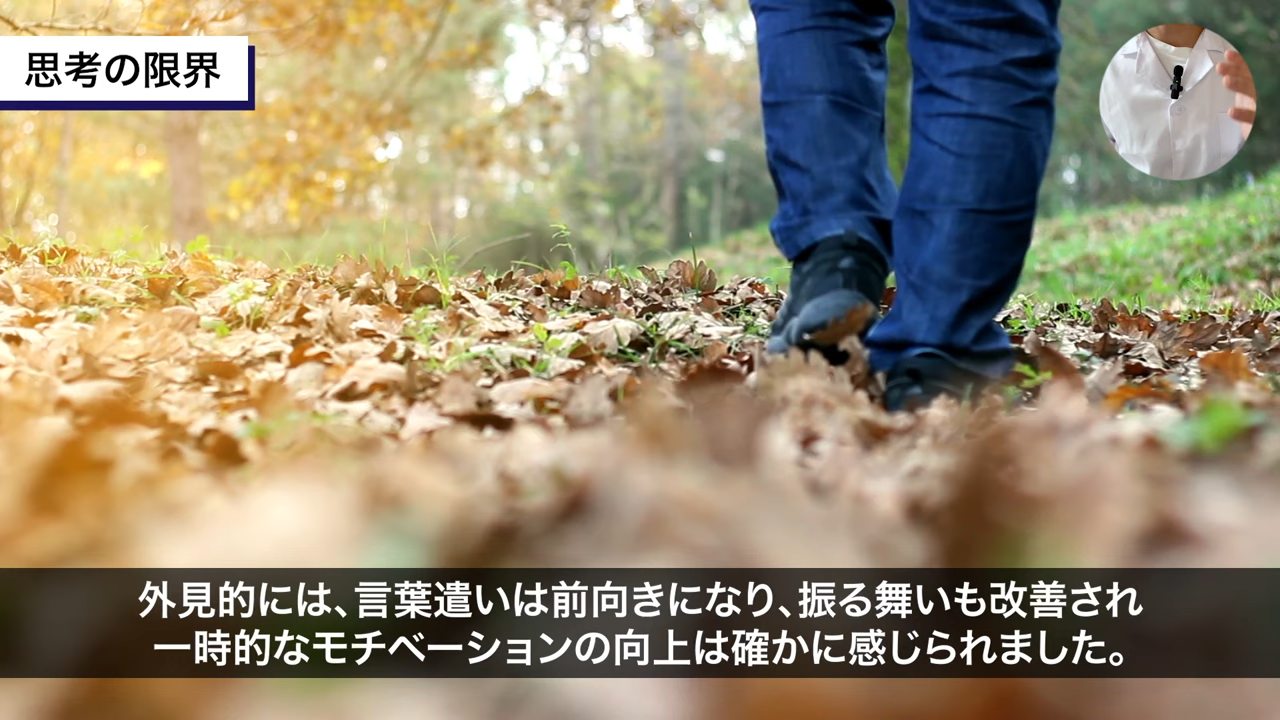 思考の限界
外見的には、言葉遣いは前向きになり、振る舞いも改善され
一時的なモチベーションの向上は確かに感じられました。